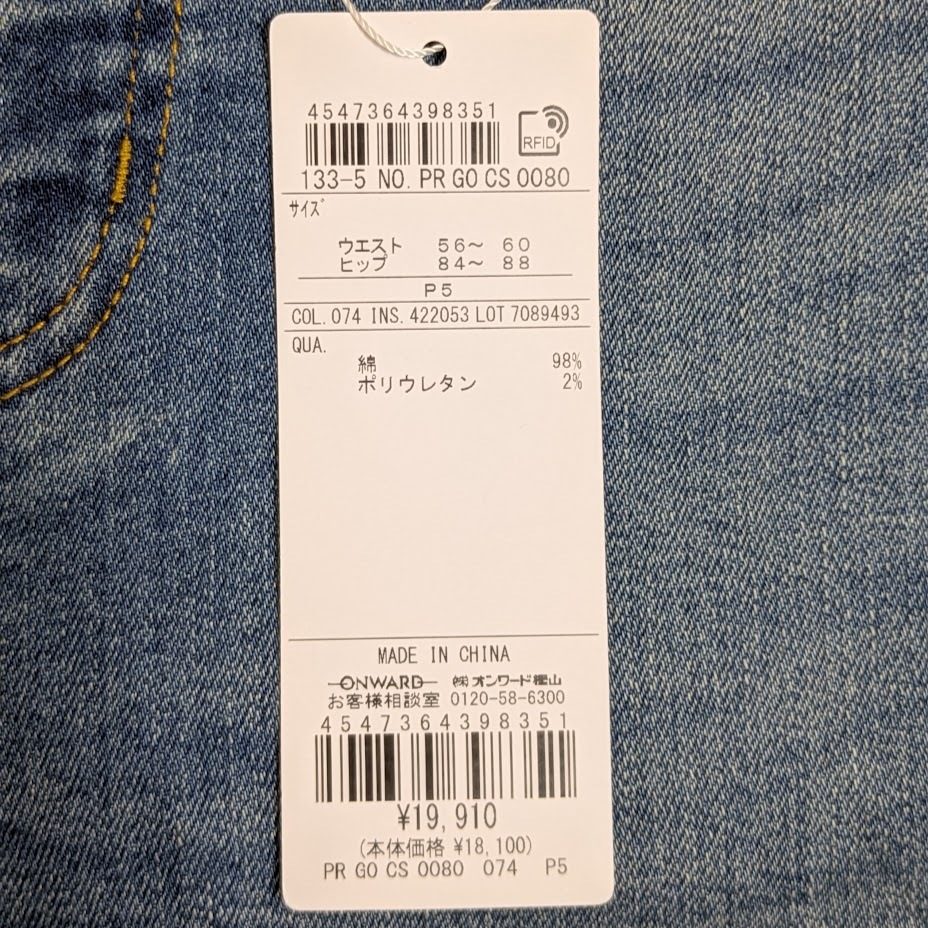 4547364398351
RFID
133-5 NO. PR GO CS 0080
サイズ
ウエスト 56～ 60
ヒップ 84～ 88
P5
COL. 074 INS. 422053 LOT 7089493
QUA.
綿 98%
ポリウレタン 2%
MADE IN CHINA
ONWARD ㈱オンワード樫山
お客様相談室 0120-58-6300
4547364398351
¥19,910
(本体価格 ¥18,100)
PR GO CS 0080 074 P5